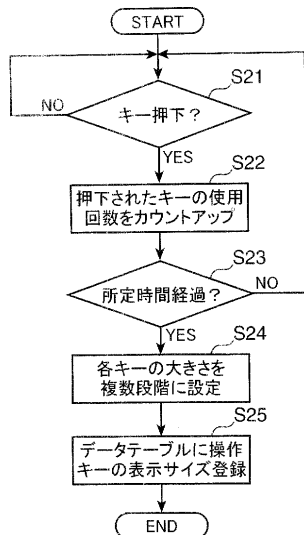 START
S21
キー押下?
NO
YES
S22
押下されたキーの使用
回数をカウントアップ
S23
所定時間経過?
NO
YES
S24
各キーの大きさを
複数段階に設定
S25
データテーブルに操作
キーの表示サイズ登録
END